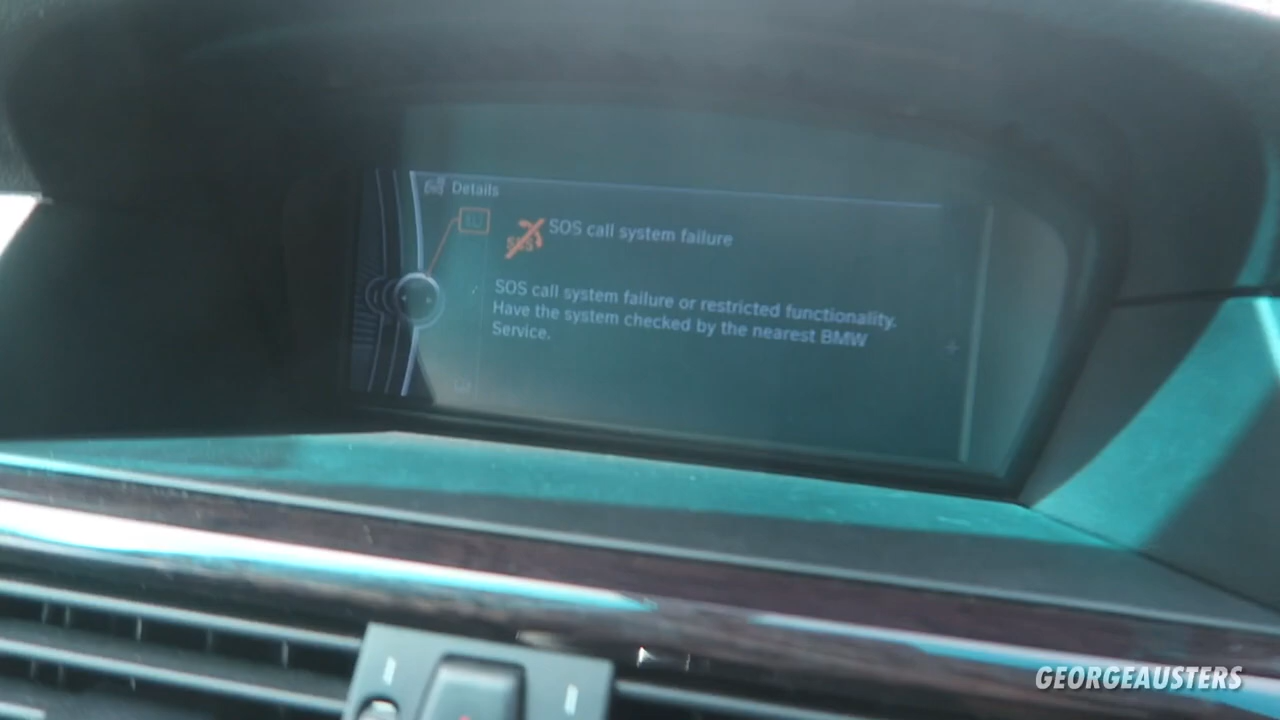 Details
SOS call system failure
SOS
SOS call system failure or restricted functionality.
Have the system checked by the nearest BMW
Service.
GEORGEAUSTERS